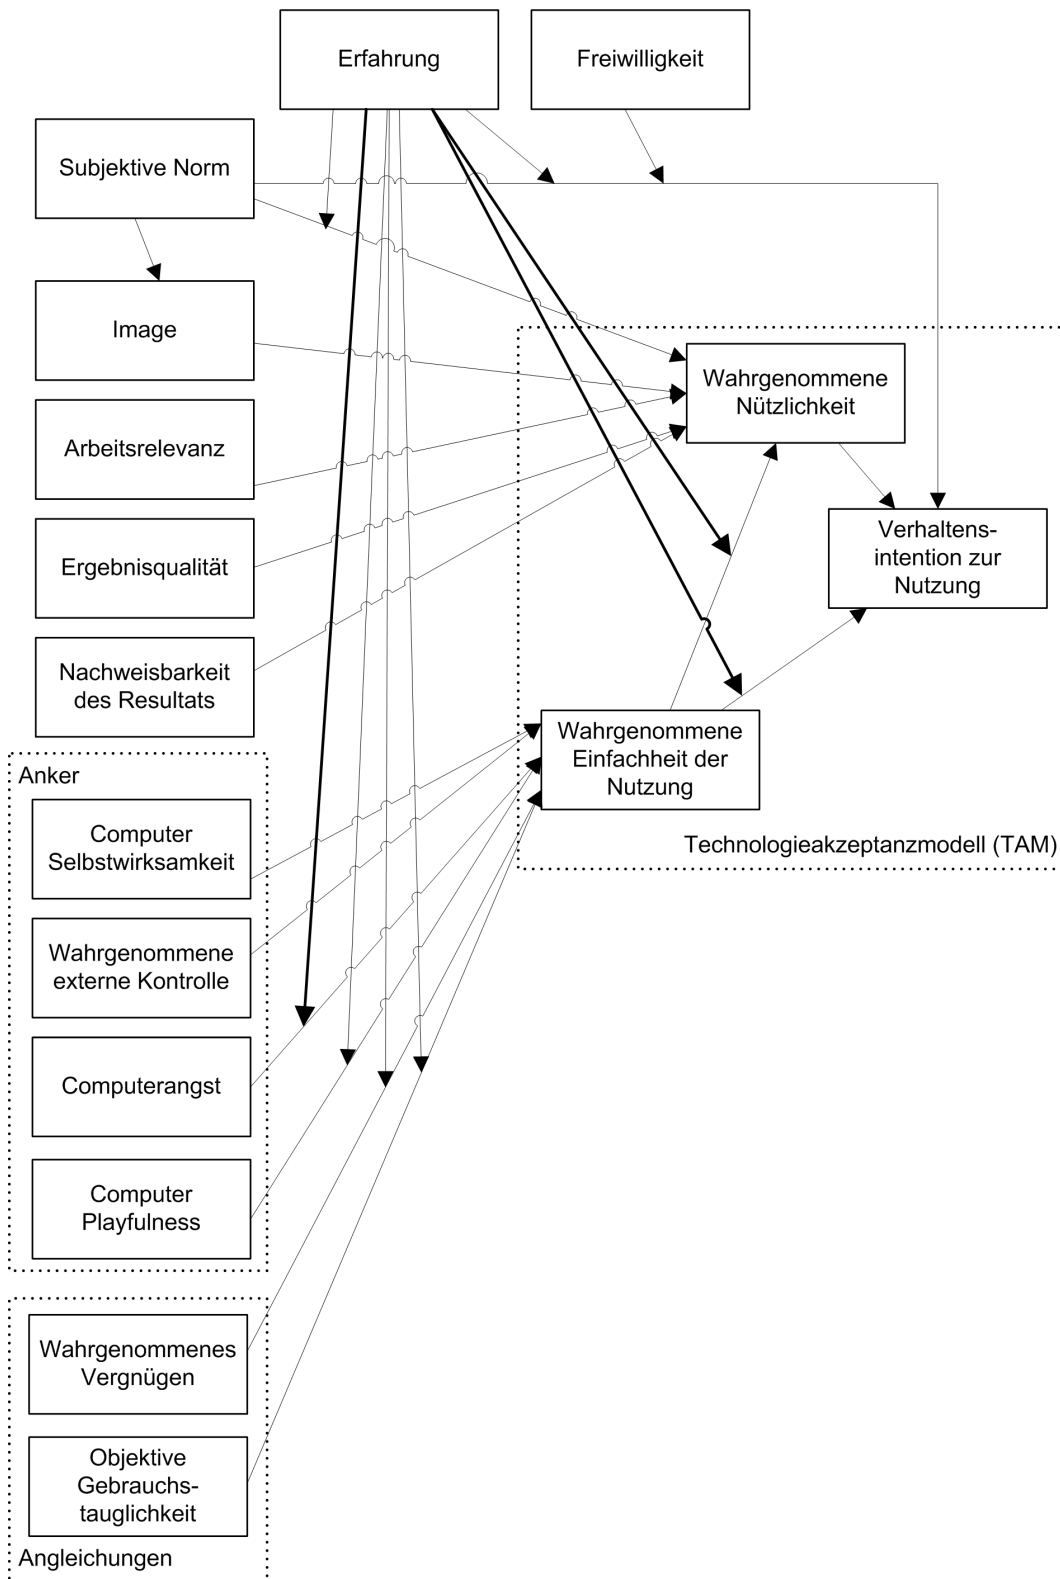 Erfahrung
Freiwilligkeit
Subjektive Norm
Image
Wahrgenommene
Nützlichkeit
Arbeitsrelevanz
Verhaltens-
intention zur
Nutzung
Ergebnisqualität
Nachweisbarkeit
des Resultats
Wahrgenommene
Einfachheit der
Nutzung
Technologieakzeptanzmodell (TAM)
Anker
Computer
Selbstwirksamkeit
Wahrgenommene
externe Kontrolle
Computerangst
Computer
Playfulness
Wahrgenommenes
Vergnügen
Objektive
Gebrauchs-
tauglichkeit
Angleichungen